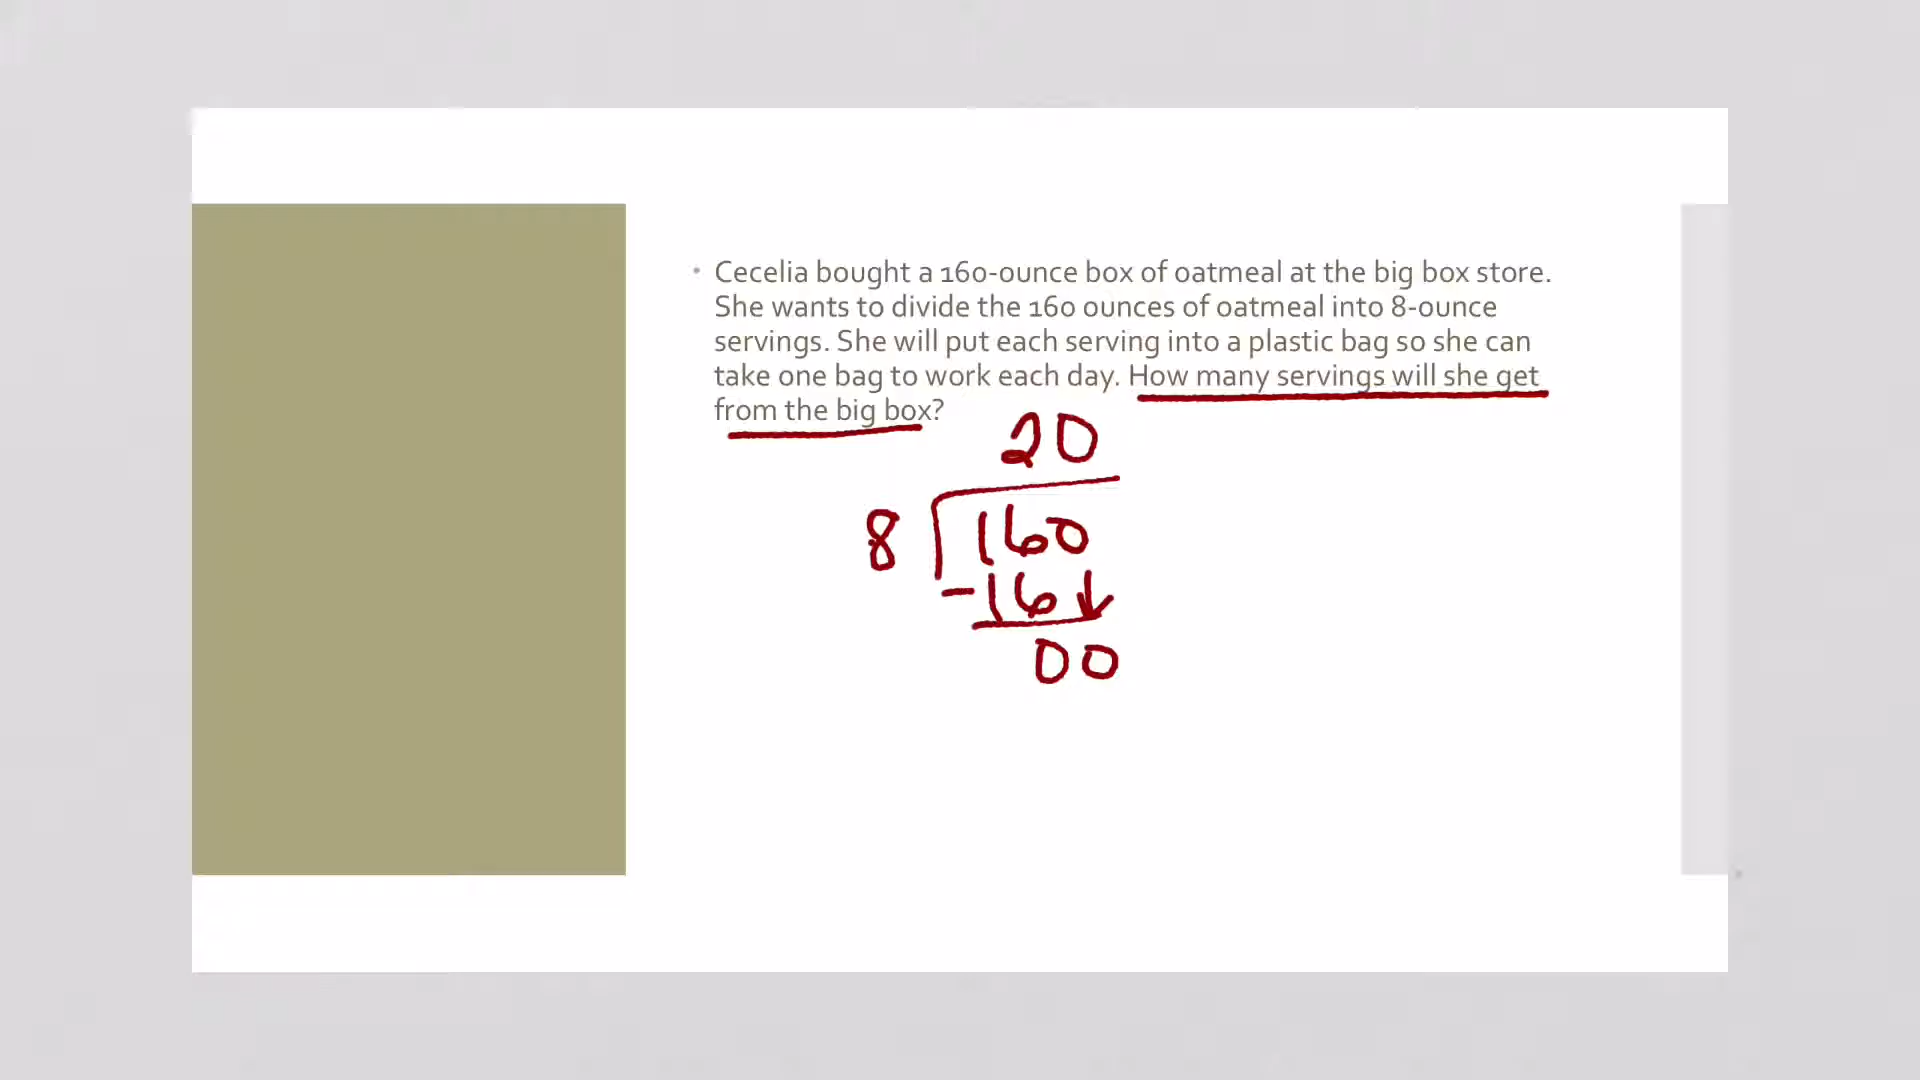 • Cecelia bought a 160-ounce box of oatmeal at the big box store.
She wants to divide the 160 ounces of oatmeal into 8-ounce
servings. She will put each serving into a plastic bag so she can
take one bag to work each day. How many servings will she get
from the big box?
20
8 160
-16↓
00